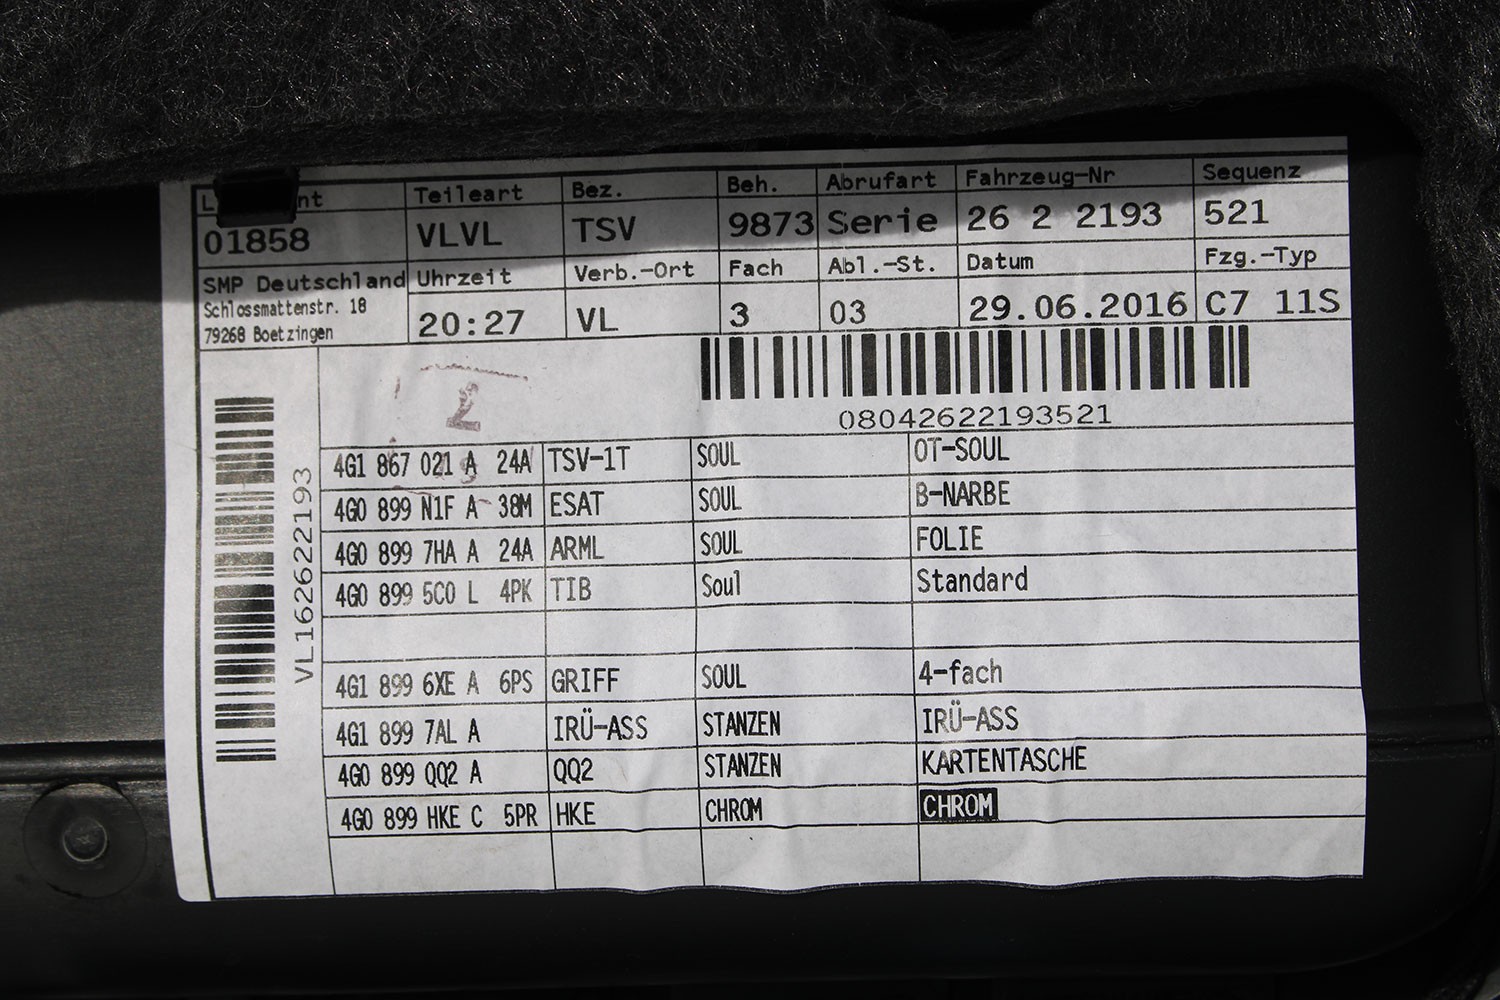 Teileart Bez. Beh. Abrufart Fahrzeug-Nr Sequenz
01858 VLVL TSV 9873 Serie 26 2 2193 521
SMP Deutschland Uhrzeit Verb.-Ort Fach Abl.-St. Datum Fzg.-Typ
Schlossmattenstr. 18
79268 Boetzingen 20:27 VL 3 03 29.06.2016 C7 11S
2
08042622193521
VL162622193
4G1 867 021 A 24A TSV-1T SOUL OT-SOUL
4G0 899 N1F A 38M ESAT SOUL B-NARBE
4G0 899 7HA A 24A ARML SOUL FOLIE
4G0 899 5C0 L 4PK TIB Soul Standard
4G1 899 6XE A 6PS GRIFF SOUL 4-fach
4G1 899 7AL A IRÜ-ASS STANZEN IRÜ-ASS
4G0 899 QQ2 A QQ2 STANZEN KARTENTASCHE
4G0 899 HKE C 5PR HKE CHROM CHROM